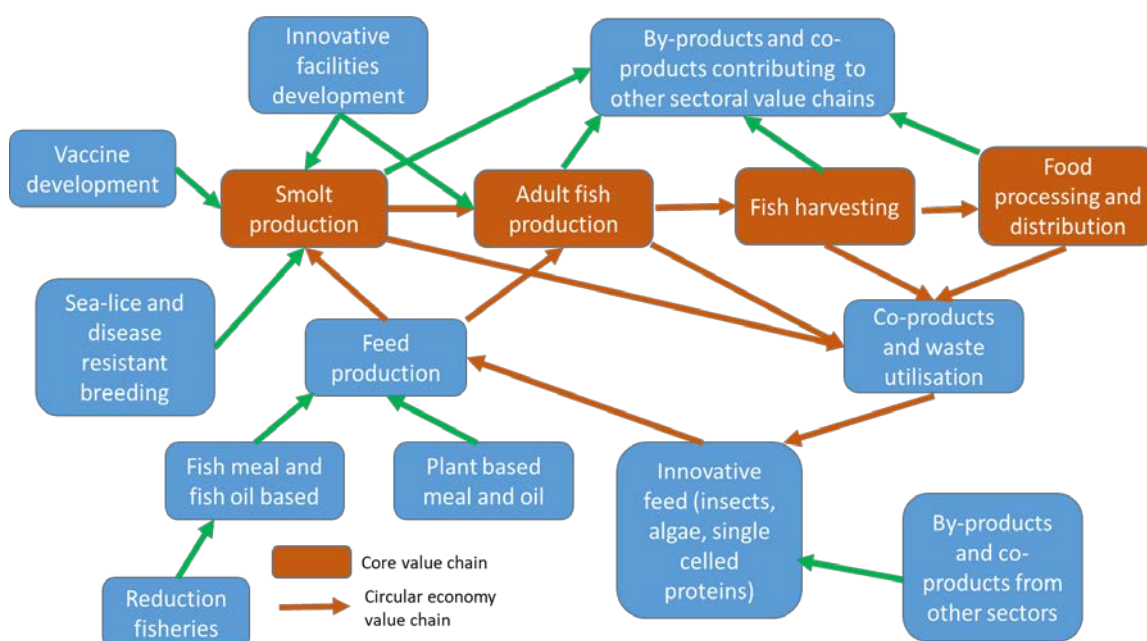 Innovative
facilities
development
By-products and co-
products contributing to
other sectoral value chains
Vaccine
development
Smolt
production
Adult fish
production
Fish harvesting
Food
processing and
distribution
Sea-lice and
disease
resistant
breeding
Feed
production
Co-products
and waste
utilisation
Fish meal and
fish oil based
Plant based
meal and oil
Innovative
feed (insects,
algae, single
celled
proteins)
By-products
and co-
products from
other sectors
Reduction
fisheries
Core value chain
Circular economy
value chain